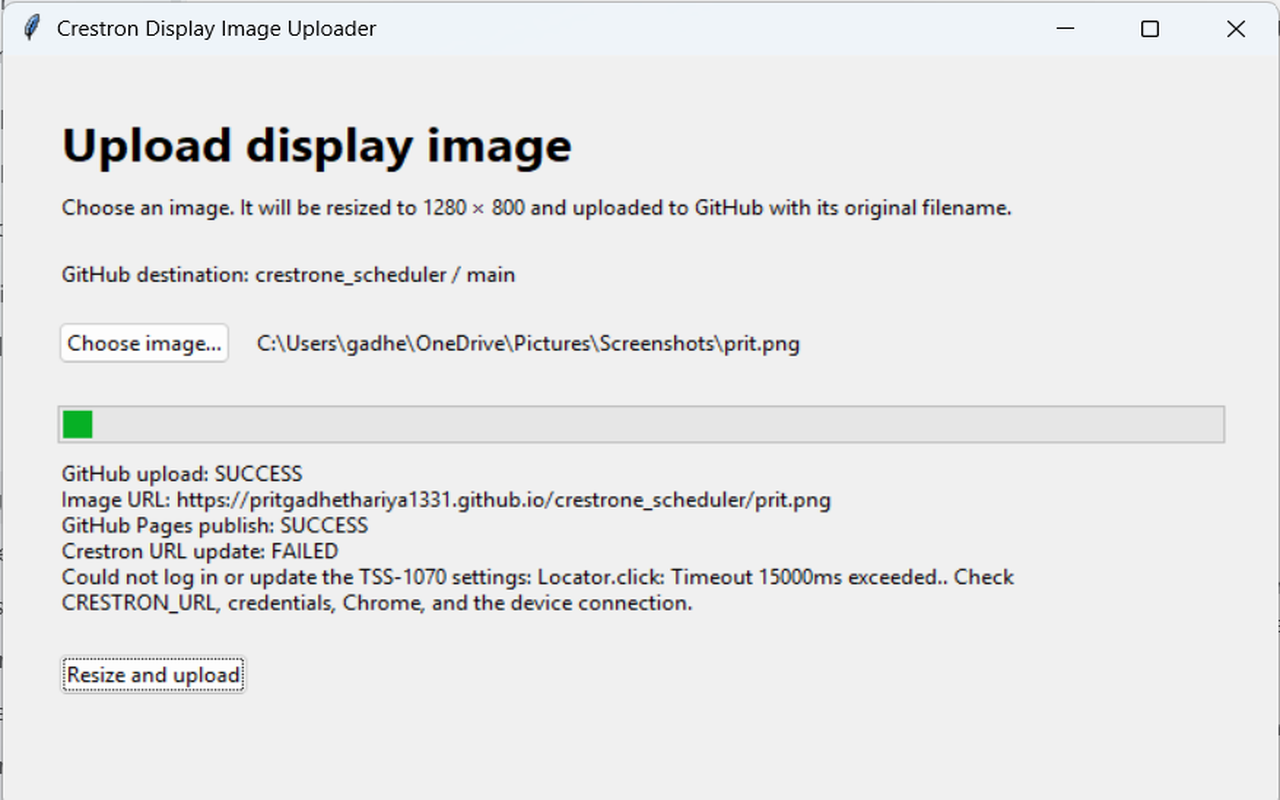 Crestron Display Image Uploader
Upload display image
Choose an image. It will be resized to 1280 × 800 and uploaded to GitHub with its original filename.
GitHub destination: crestrone_scheduler / main
Choose image... C:\Users\gadhe\OneDrive\Pictures\Screenshots\prit.png
GitHub upload: SUCCESS
Image URL: https://pritgadhethariya1331.github.io/crestrone_scheduler/prit.png
GitHub Pages publish: SUCCESS
Crestron URL update: FAILED
Could not log in or update the TSS-1070 settings: Locator.click: Timeout 15000ms exceeded.. Check
CRESTRON_URL, credentials, Chrome, and the device connection.
Resize and upload